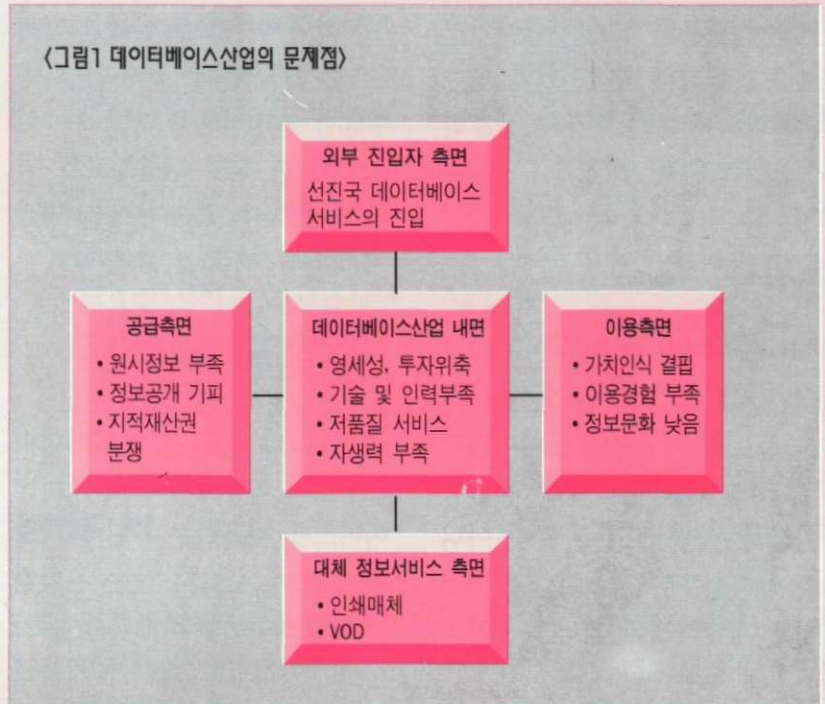 〈그림1 데이터베이스산업의 문제점〉
외부 진입자 측면
선진국 데이터베이스
서비스의 진입
공급측면
• 원시정보 부족
• 정보공개 기피
• 지적재산권
분쟁
데이터베이스산업 내면
• 영세성, 투자위축
• 기술 및 인력부족
• 저품질 서비스
• 자생력 부족
이용측면
• 가치인식 결핍
• 이용경험 부족
• 정보문화 낮음
대체 정보서비스 측면
• 인쇄매체
• VOD